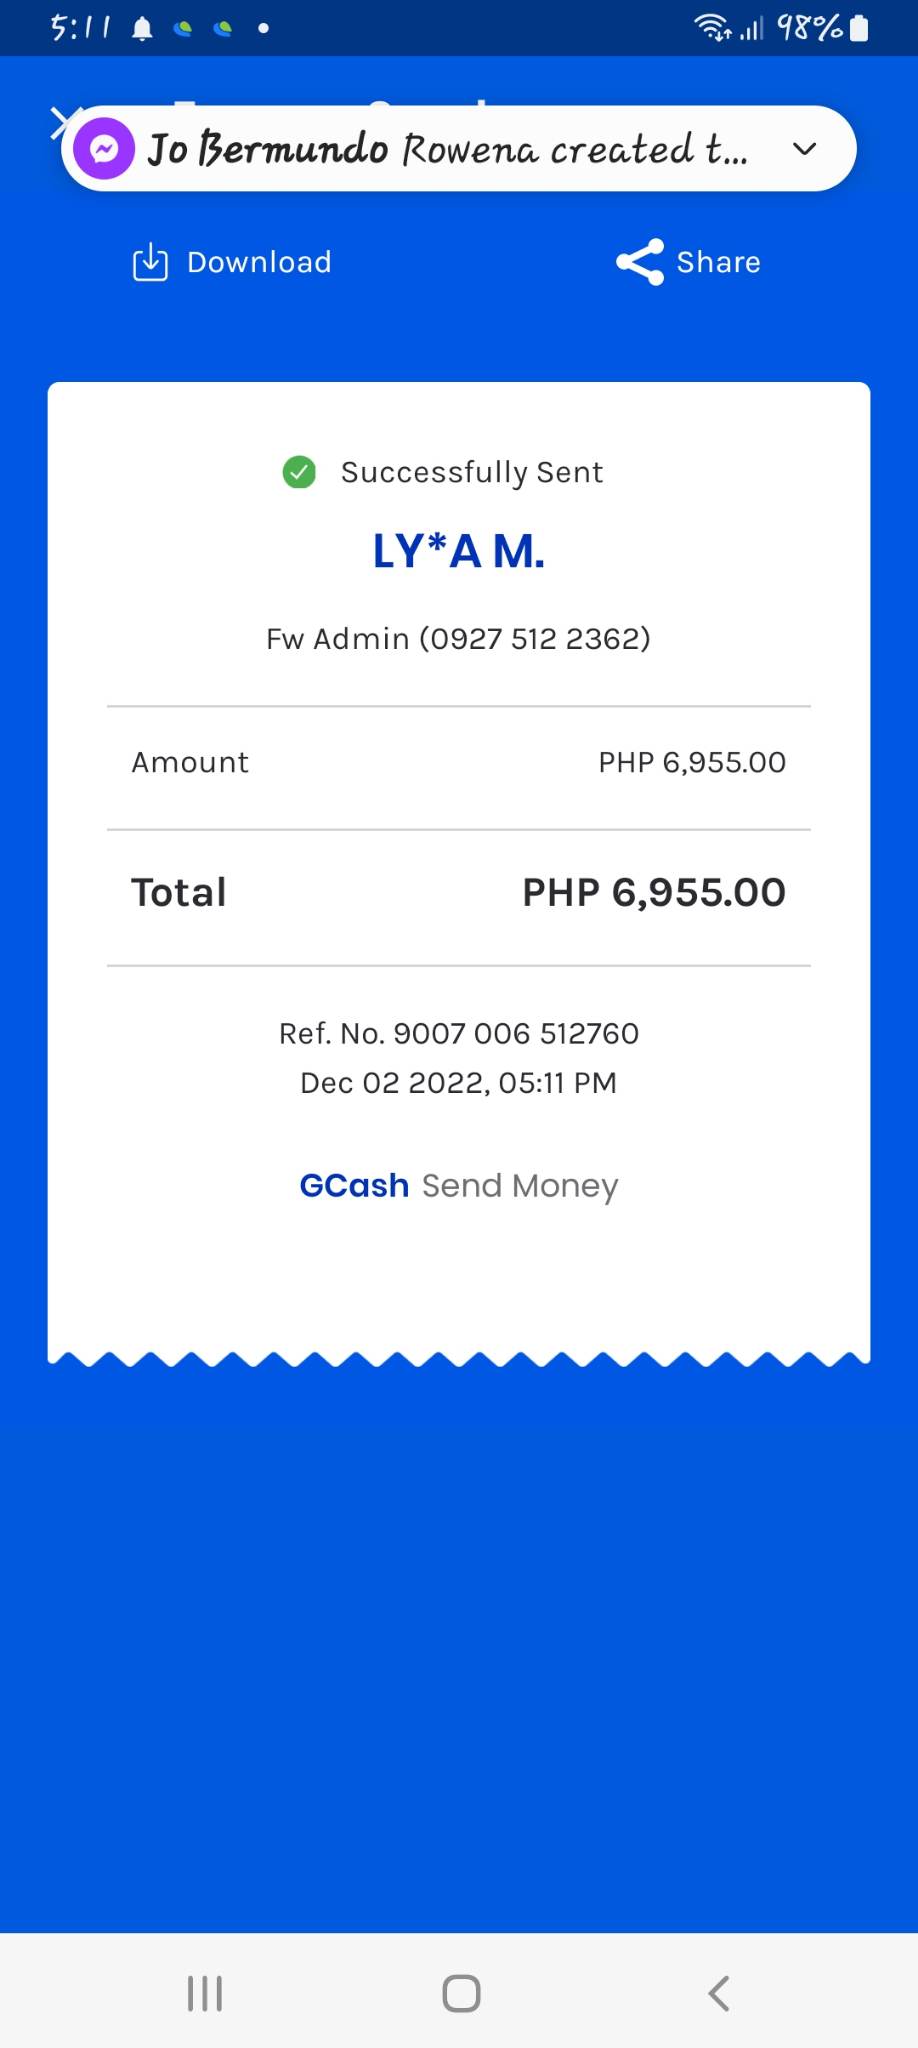 5:11 98%
Jo Bermundo Rowena created t...
Download Share
Successfully Sent
LY*A M.
Fw Admin (0927 512 2362)
Amount PHP 6,955.00
Total PHP 6,955.00
Ref. No. 9007 006 512760
Dec 02 2022, 05:11 PM
GCash Send Money